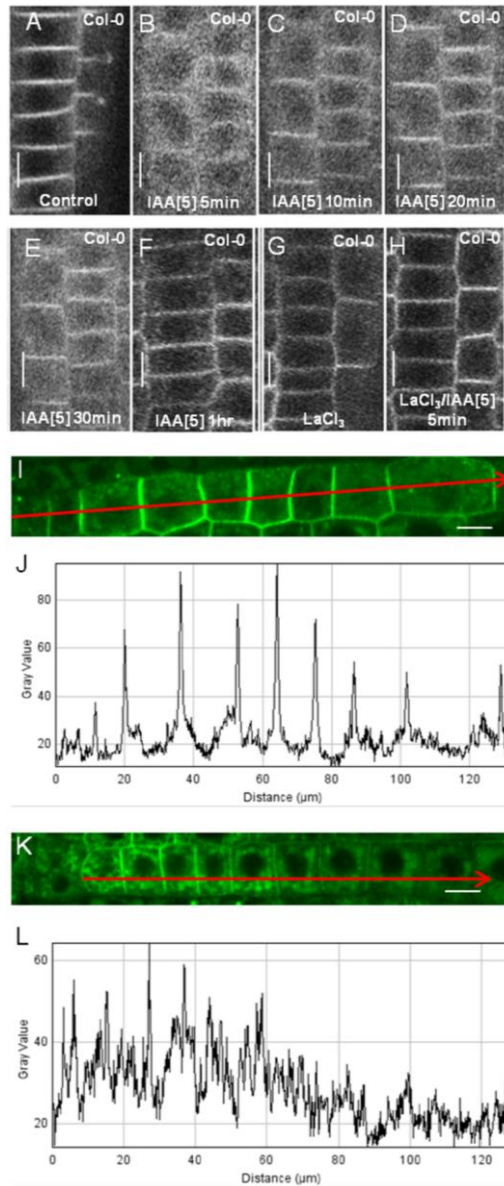 A Col-0 B Col-0 C Col-0 D Col-0
Control IAA[5] 5min IAA[5] 10min IAA[5] 20min
E Col-0 F Col-0 G Col-0 H Col-0
IAA[5] 30min IAA[5] 1hr LaCl₃ LaCl₃/IAA[5]
5min
I
J
80
60
40
20
Gray Value
0 20 40 60 80 100 120
Distance (µm)
K
L
60
40
20
Gray Value
0 20 40 60 80 100 120
Distance (µm)